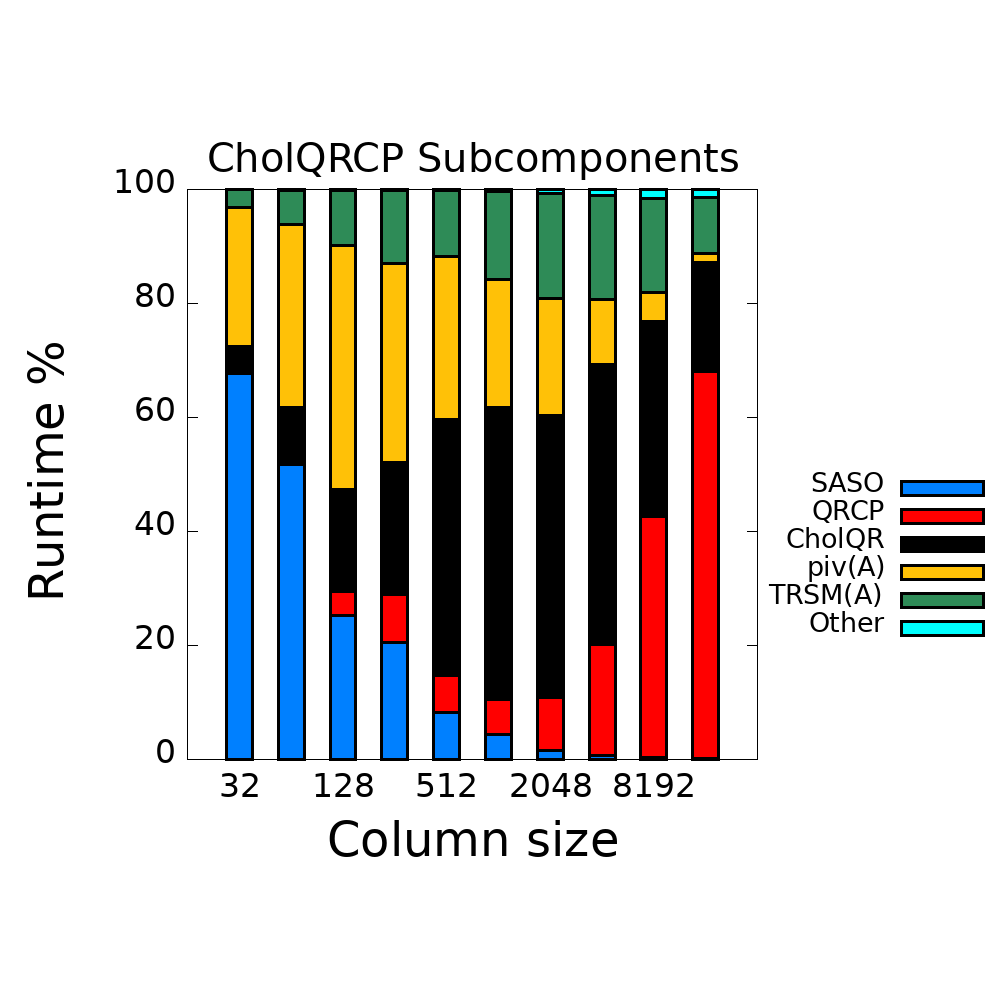 CholQRCP Subcomponents
Runtime %
100
80
60
40
20
0
32 128 512 2048 8192
Column size
SASO
QRCP
CholQR
piv(A)
TRSM(A)
Other